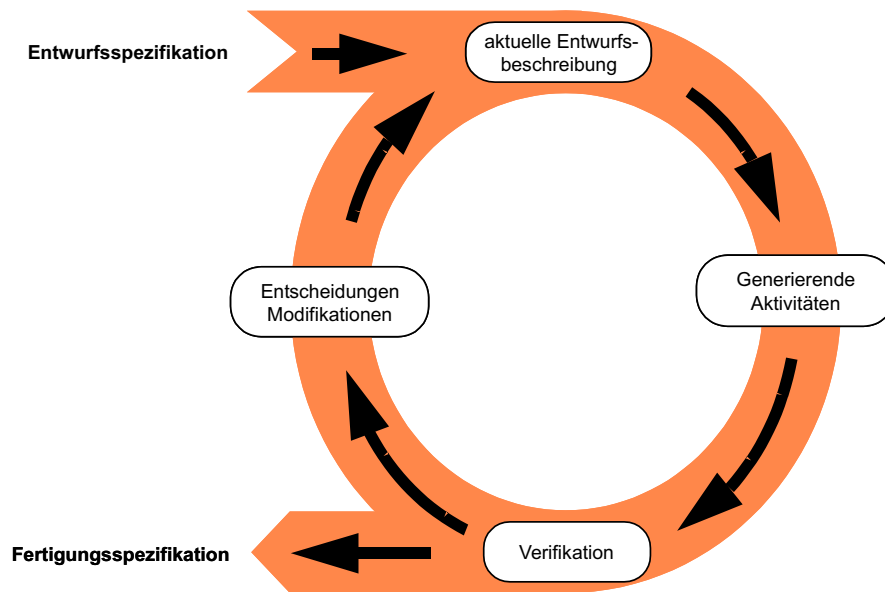 Entwurfsspezifikation
aktuelle Entwurfs-
beschreibung
Entscheidungen
Modifikationen
Generierende
Aktivitäten
Fertigungsspezifikation
Verifikation